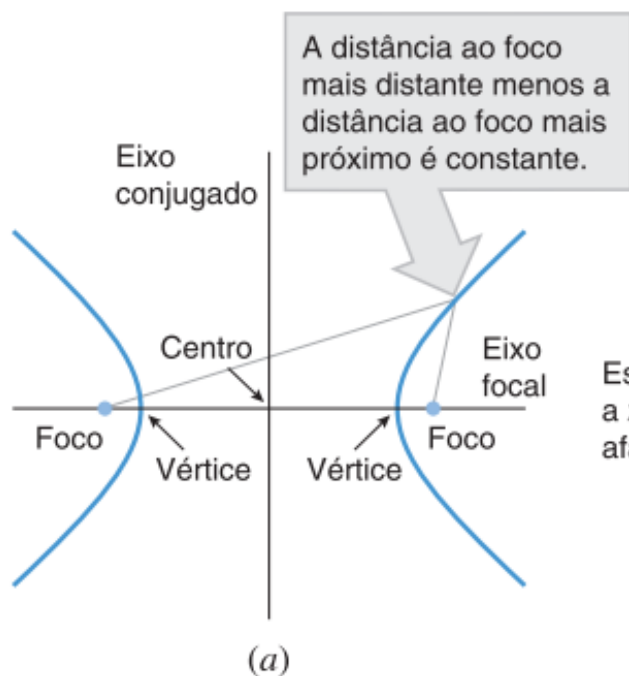 A distância ao foco
mais distante menos a
distância ao foco mais
próximo é constante.
Eixo
conjugado
Centro
Eixo
focal
Foco
Vértice
Vértice
Foco
(a)